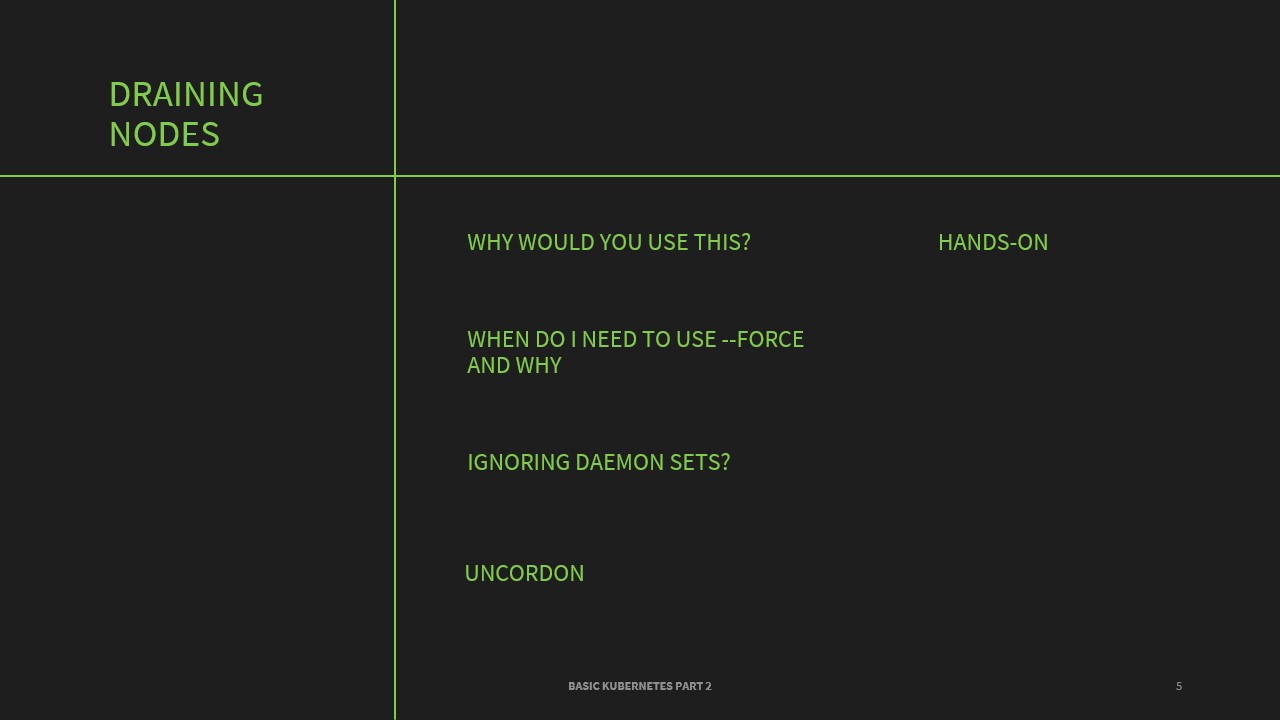 DRAINING
NODES
WHY WOULD YOU USE THIS?
HANDS-ON
WHEN DO I NEED TO USE --FORCE
AND WHY
IGNORING DAEMON SETS?
UNCORDON
BASIC KUBERNETES PART 2
5